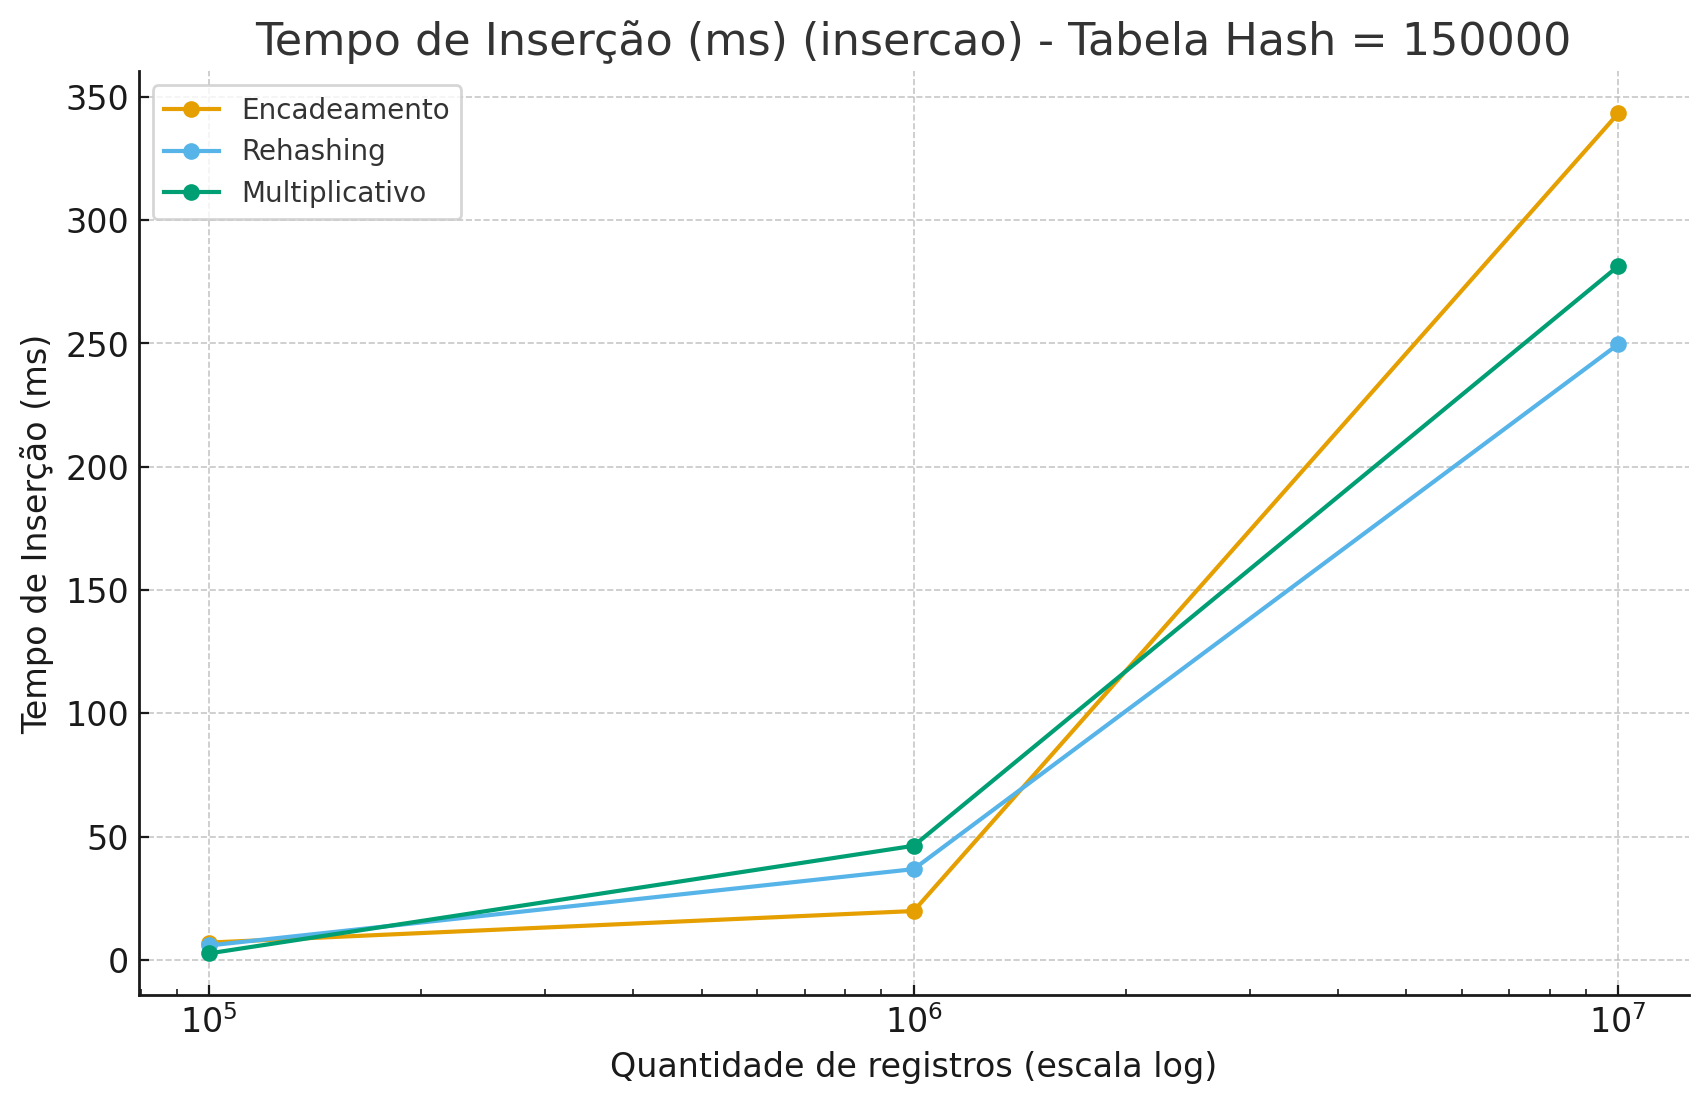 Tempo de Inserção (ms) (insercao) - Tabela Hash = 150000
Encadeamento
Rehashing
Multiplicativo
Tempo de Inserção (ms)
350
300
250
200
150
100
50
0
10⁵
10⁶
10⁷
Quantidade de registros (escala log)